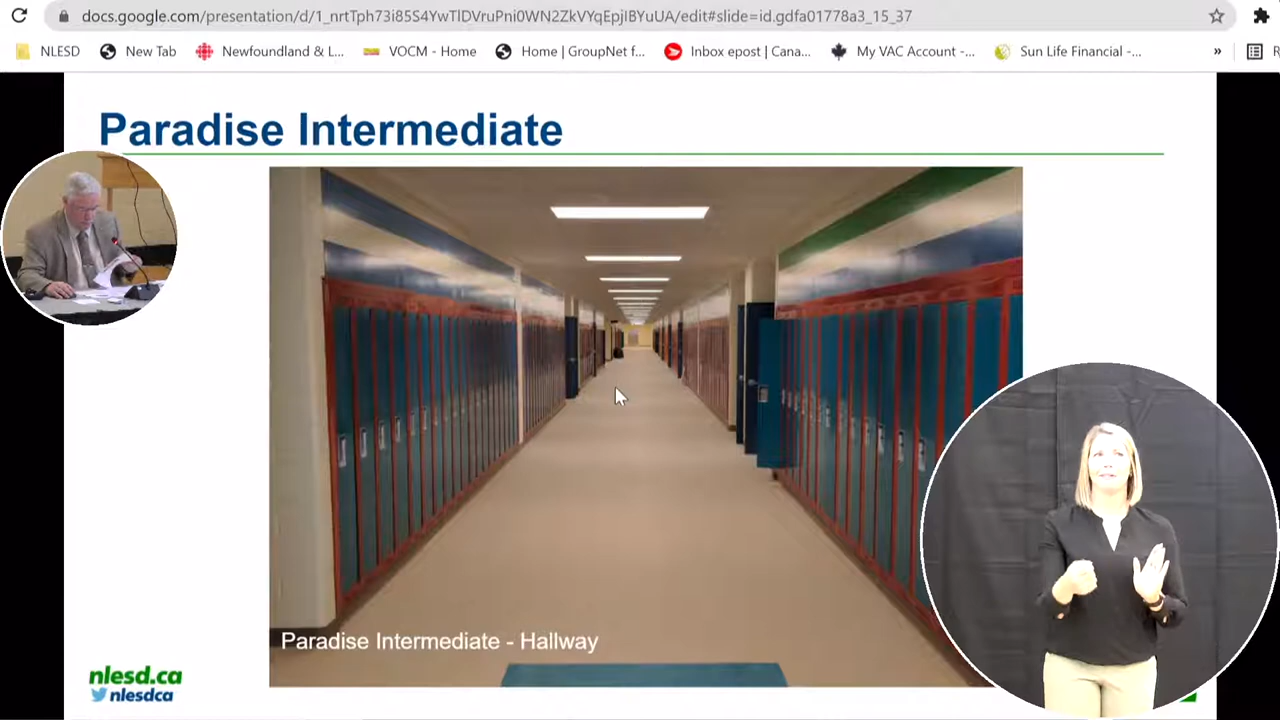 docs.google.com/presentation/d/1_nrtTph73i85S4YwTlDVruPni0WN2ZkVYqEpjIBYuUA/edit#slide=id.gdfa01778a3_15_37
NLESD New Tab Newfoundland & L... VOCM - Home Home | GroupNet f... Inbox epost | Cana... My VAC Account -... Sun Life Financial -... » R
Paradise Intermediate
Paradise Intermediate - Hallway
nlesd.ca
nlesdca